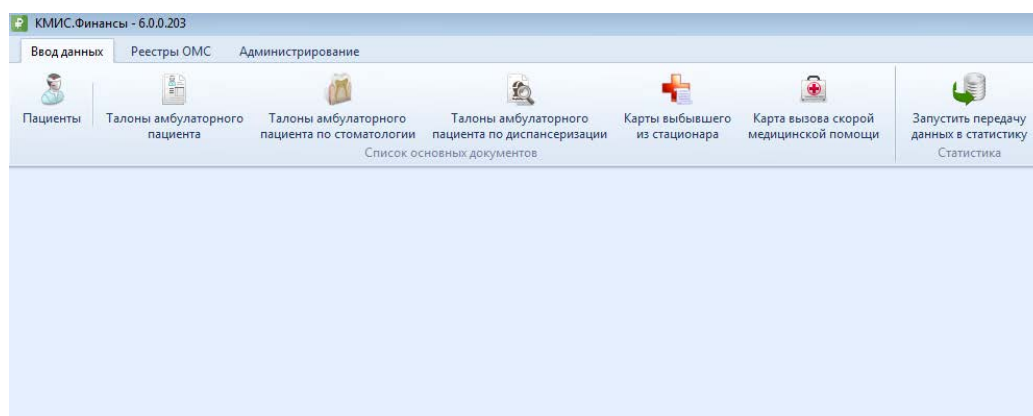 КМИС.Финансы - 6.0.0.203
Ввод данных Реестры ОМС Администрирование
Пациенты Талоны амбулаторного Талоны амбулаторного Талоны амбулаторного Карты выбывшего Карта вызова скорой Запустить передачу
пациента пациента по стоматологии пациента по диспансеризации из стационара медицинской помощи данных в статистику
Список основных документов Статистика